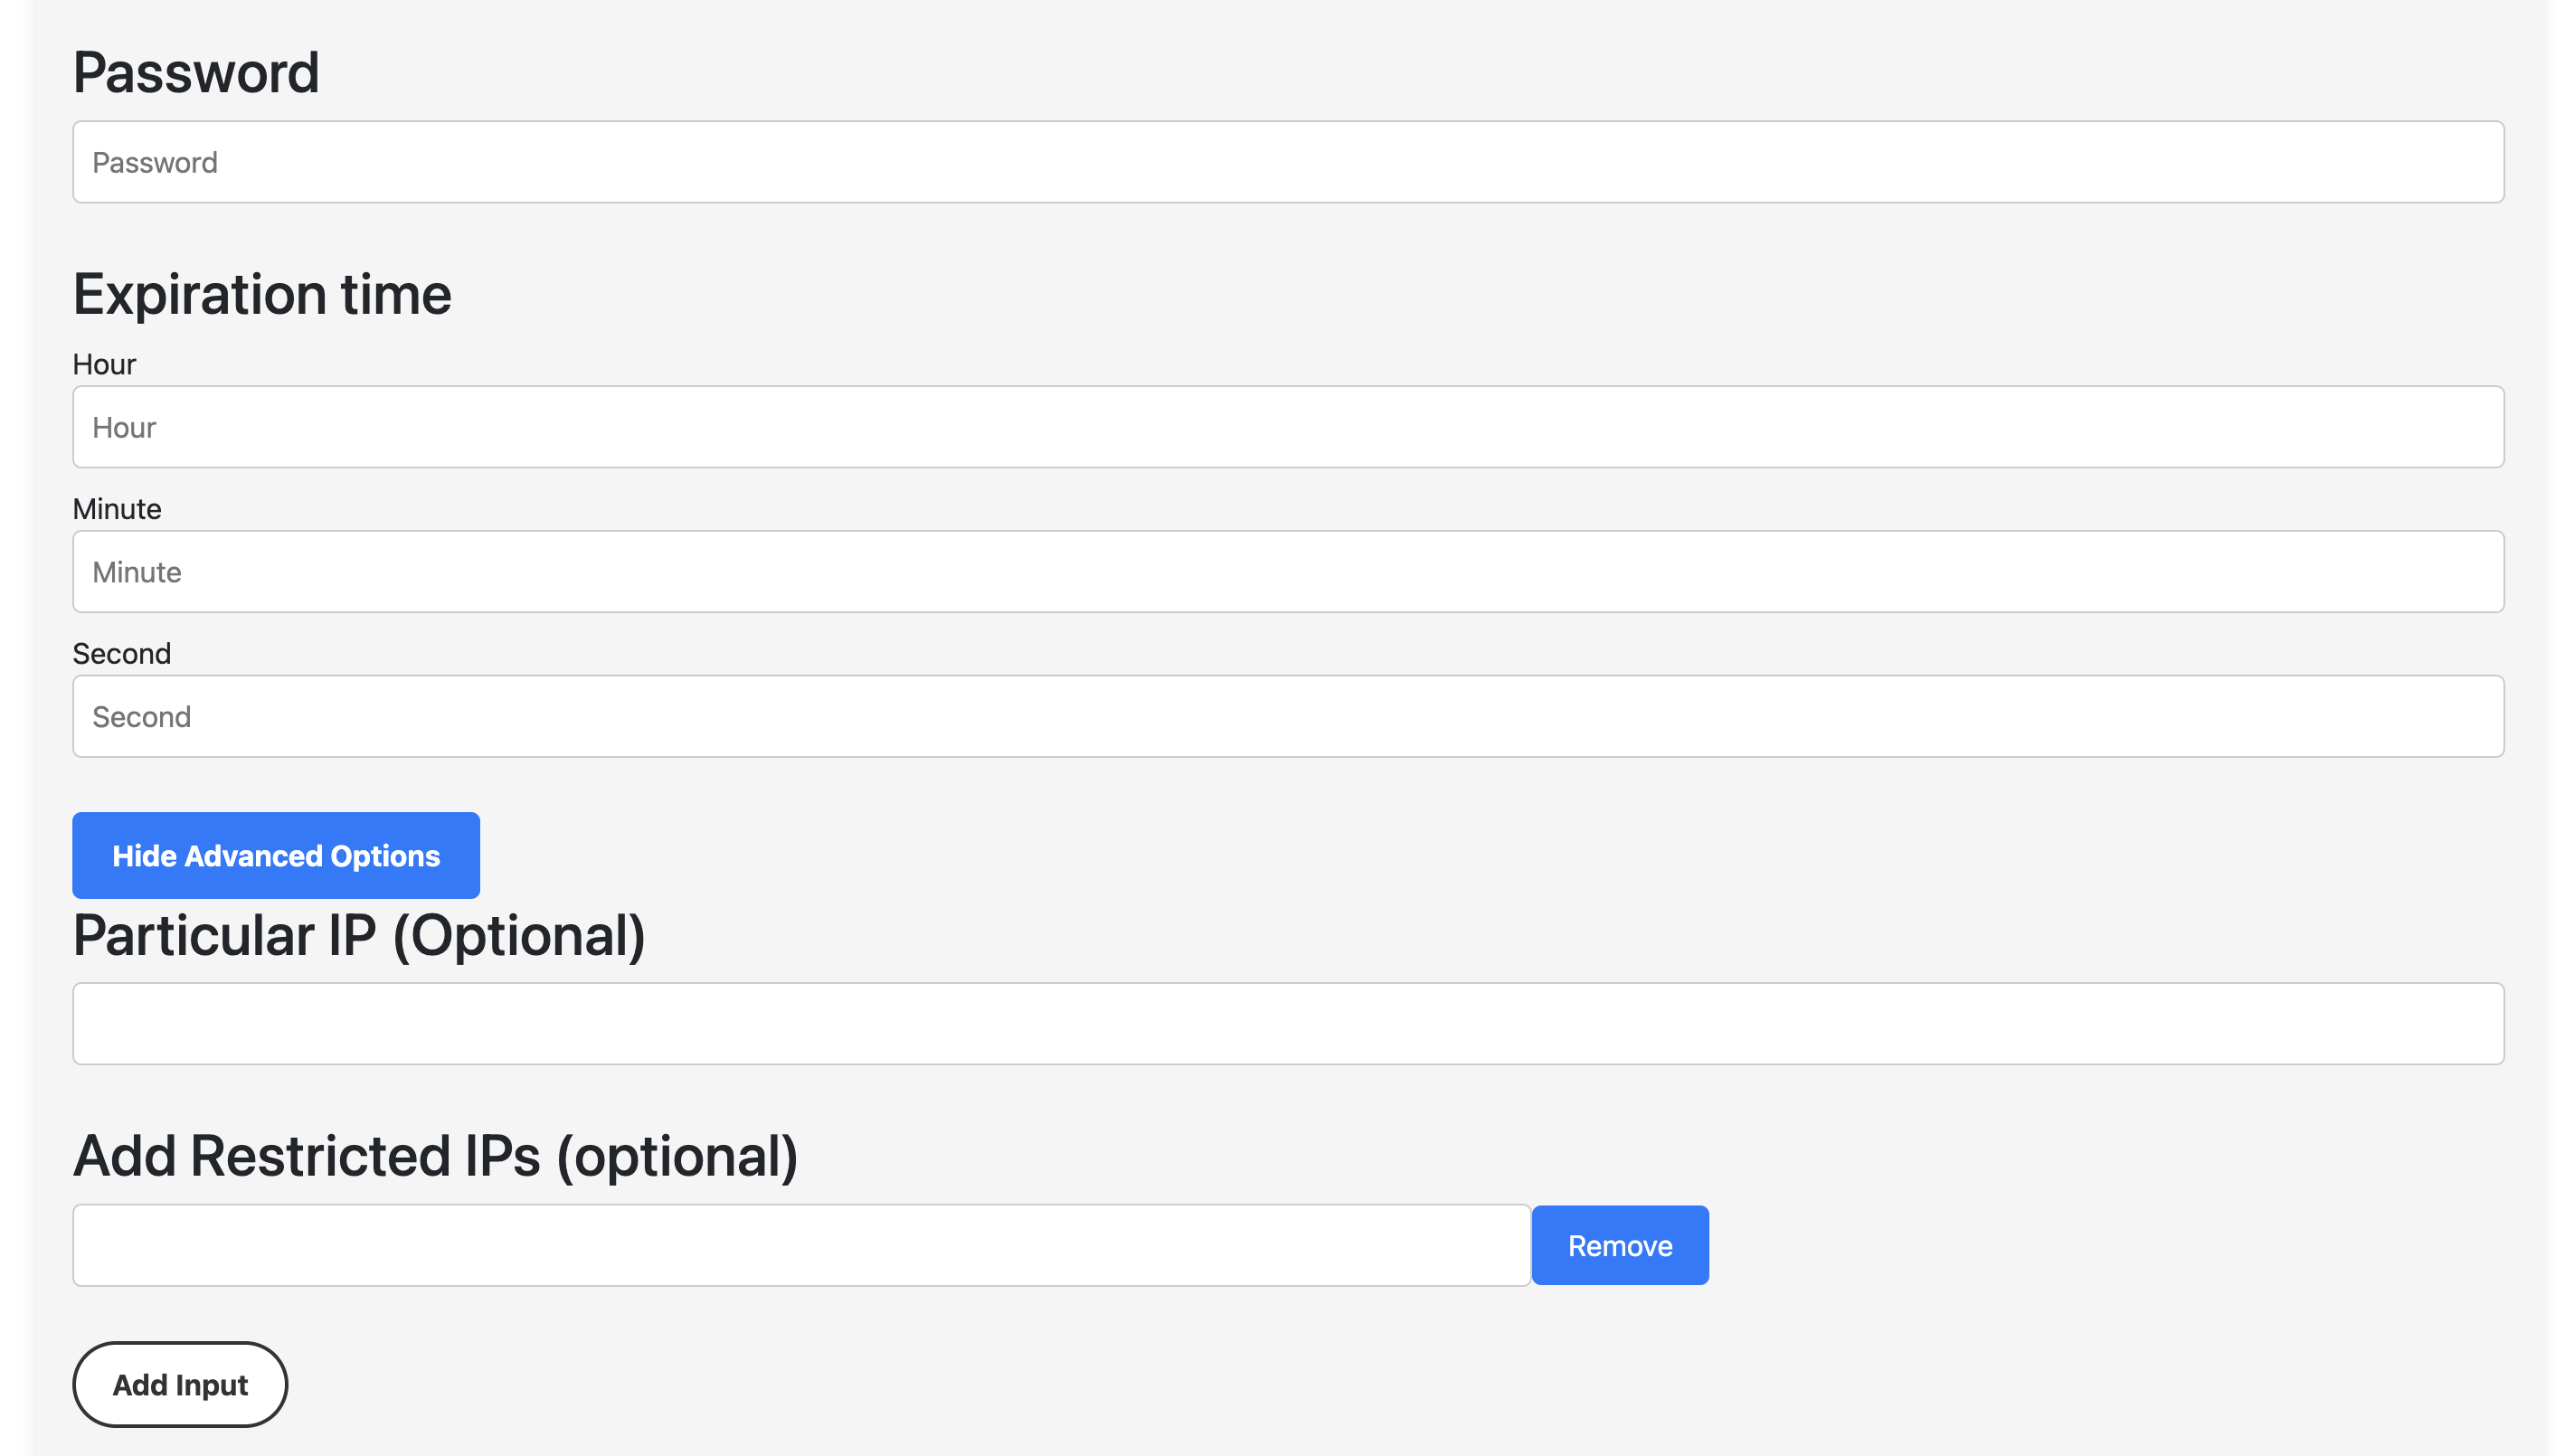 Password
Password
Expiration time
Hour
Hour
Minute
Minute
Second
Second
Hide Advanced Options
Particular IP (Optional)
Add Restricted IPs (optional)
Remove
Add Input